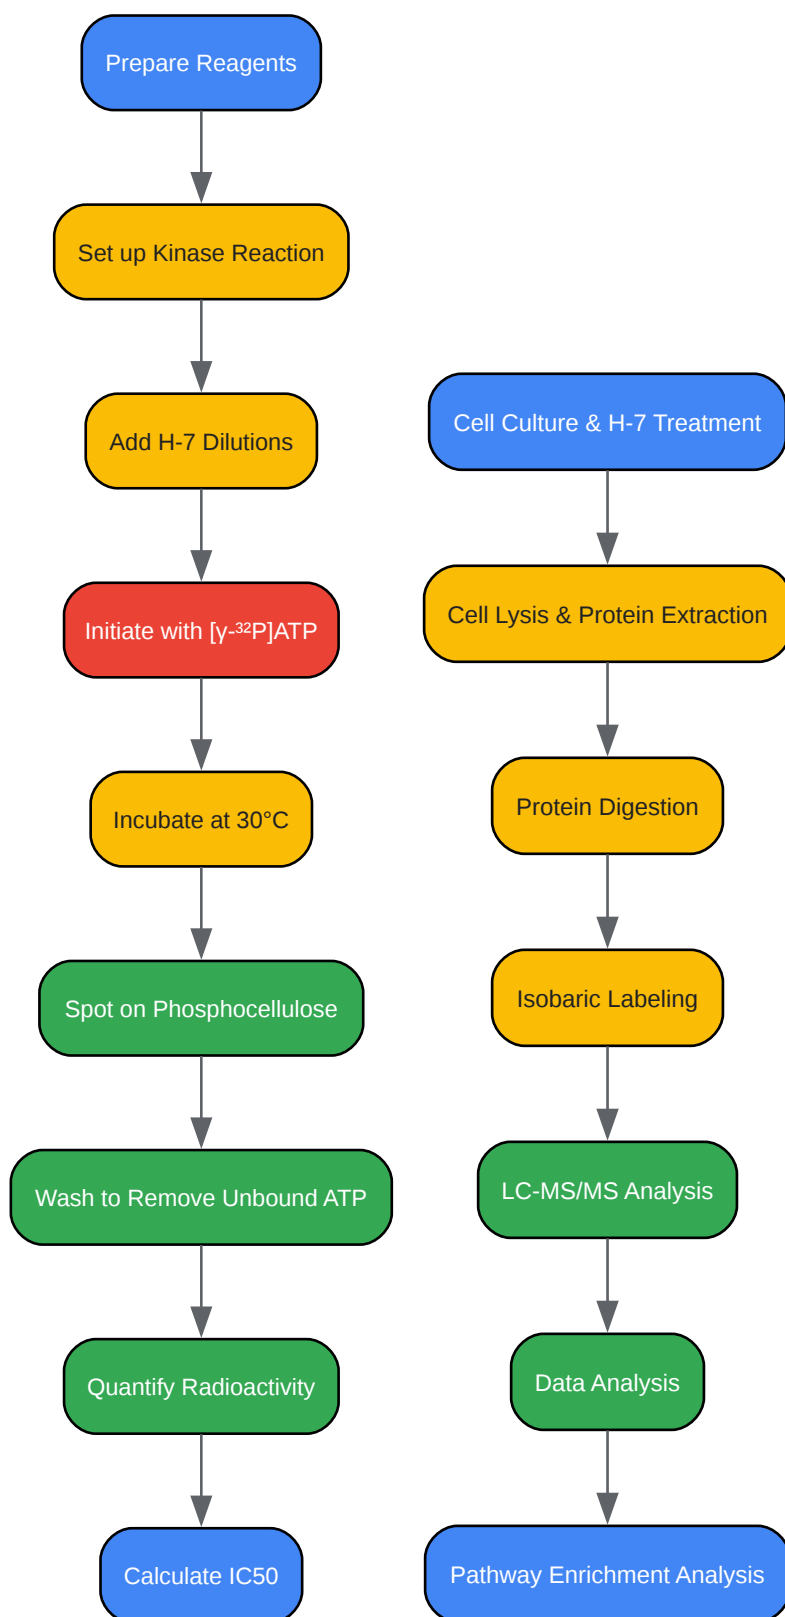 Prepare Reagents
Set up Kinase Reaction
Add H-7 Dilutions
Initiate with [γ-³²P]ATP
Incubate at 30°C
Spot on Phosphocellulose
Wash to Remove Unbound ATP
Quantify Radioactivity
Calculate IC50
Cell Culture & H-7 Treatment
Cell Lysis & Protein Extraction
Protein Digestion
Isobaric Labeling
LC-MS/MS Analysis
Data Analysis
Pathway Enrichment Analysis